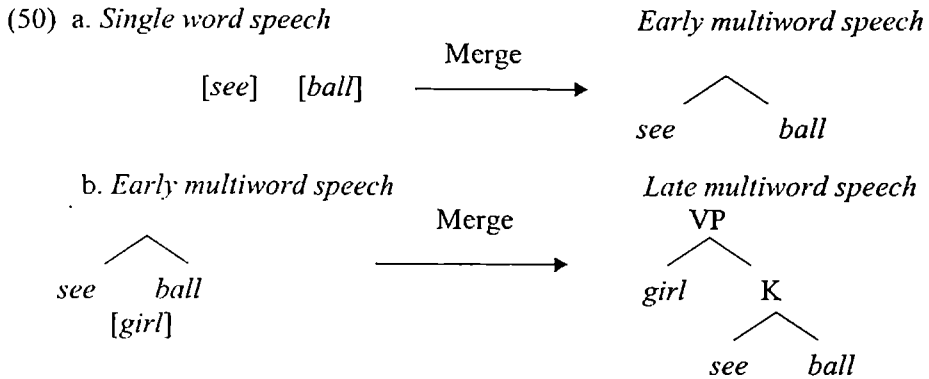 (50) a. Single word speech Early multiword speech
Merge
[see] [ball]
see ball
b. Early multiword speech Late multiword speech
Merge VP
see ball girl K
[girl]
see ball